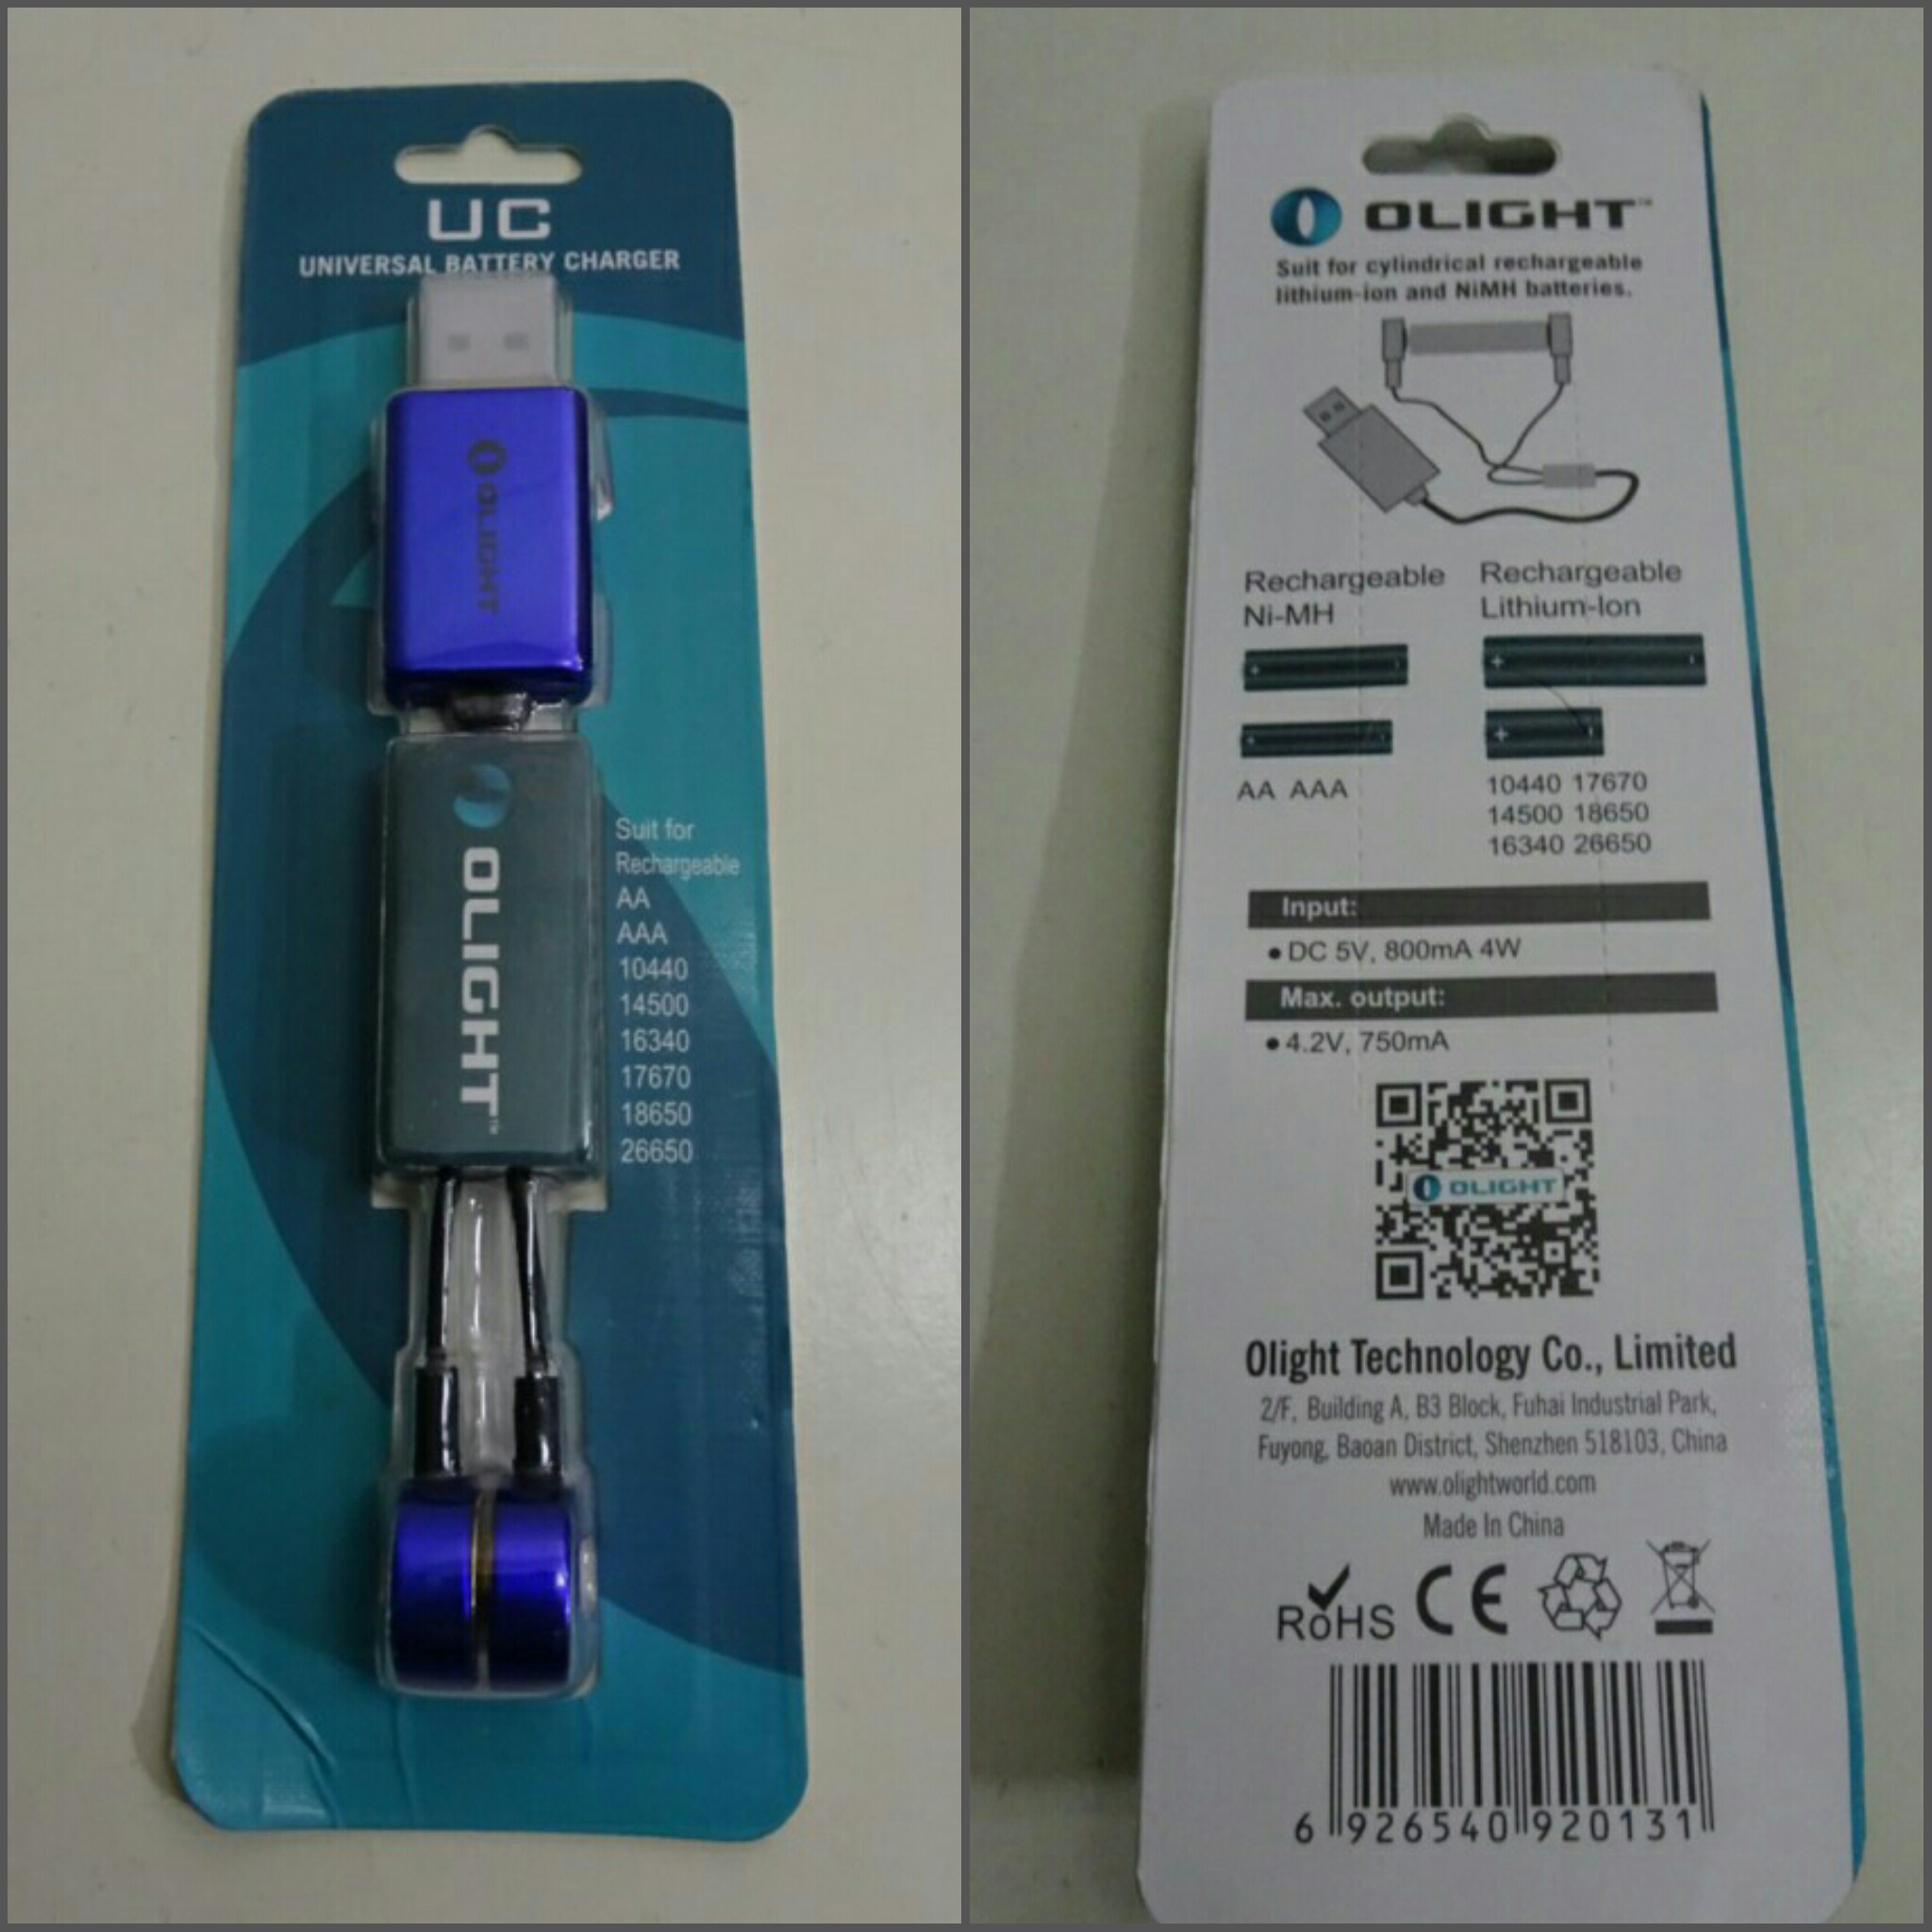 UC
UNIVERSAL BATTERY CHARGER
OLIGHT
OLIGHT™
Suit for
Rechargeable
AA
AAA
10440
14500
16340
17670
18650
26650
OLIGHT™
Suit for cylindrical rechargeable
lithium-ion and NiMH batteries.
Rechargeable
Ni-MH
AA AAA
Rechargeable
Lithium-Ion
10440 17670
14500 18650
16340 26650
Input:
● DC 5V, 800mA 4W
Max. output:
● 4.2V, 750mA
OLIGHT
Olight Technology Co., Limited
2/F, Building A, B3 Block, Fuhai Industrial Park,
Fuyong, Baoan District, Shenzhen 518103, China
www.olightworld.com
Made In China
RoHS CE
6 926540 920131